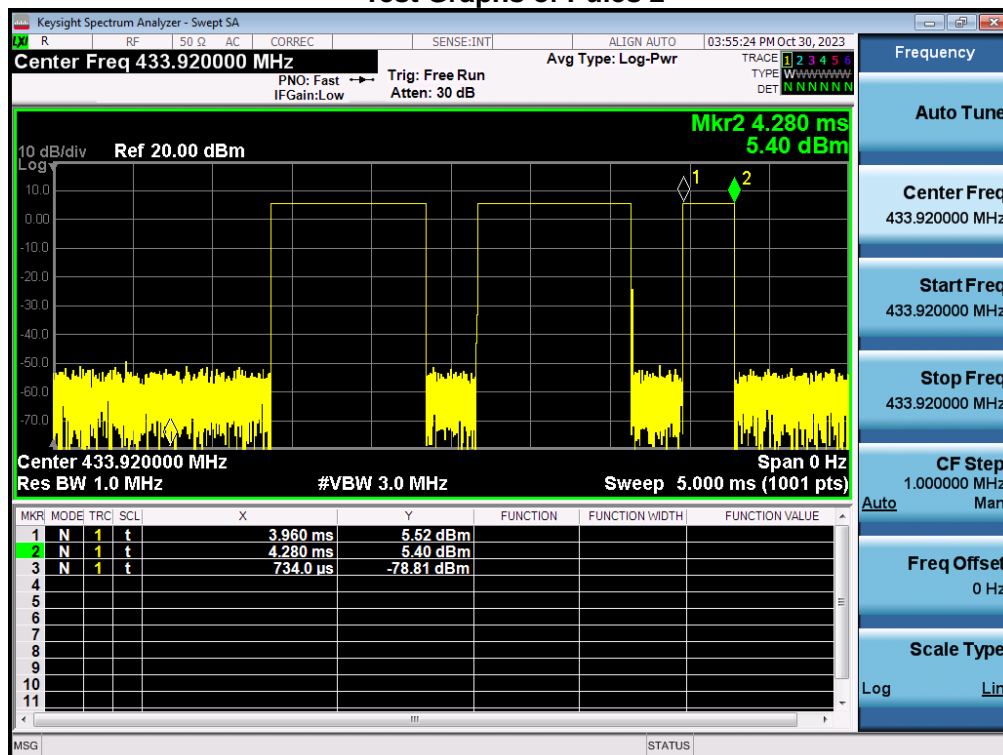 Test Graphs of Pulse 2
Keysight Spectrum Analyzer - Swept SA
LXI R RF 50 Ω AC CORREC SENSE:INT ALIGN AUTO 03:55:24 PM Oct 30, 2023
Center Freq 433.920000 MHz
PNO: Fast
IFGain:Low
Trig: Free Run
Atten: 30 dB
Avg Type: Log-Pwr
TRACE 1 2 3 4 5 6
TYPE WWWWWW
DET N N N N N N
Mkr2 4.280 ms
5.40 dBm
10 dB/div Ref 20.00 dBm
Log
10.0
0.00
-10.0
-20.0
-30.0
-40.0
-50.0
-60.0
-70.0
1
2
Center 433.920000 MHz Span 0 Hz
Res BW 1.0 MHz #VBW 3.0 MHz Sweep 5.000 ms (1001 pts)
MKR MODE TRC SCL X Y FUNCTION FUNCTION WIDTH FUNCTION VALUE
1 N 1 t 3.960 ms 5.52 dBm
2 N 1 t 4.280 ms 5.40 dBm
3 N 1 t 734.0 µs -78.81 dBm
4
5
6
7
8
9
10
11
MSG STATUS
Frequency
Auto Tune
Center Freq
433.920000 MHz
Start Freq
433.920000 MHz
Stop Freq
433.920000 MHz
CF Step
1.000000 MHz
Auto Man
Freq Offset
0 Hz
Scale Type
Log Lin